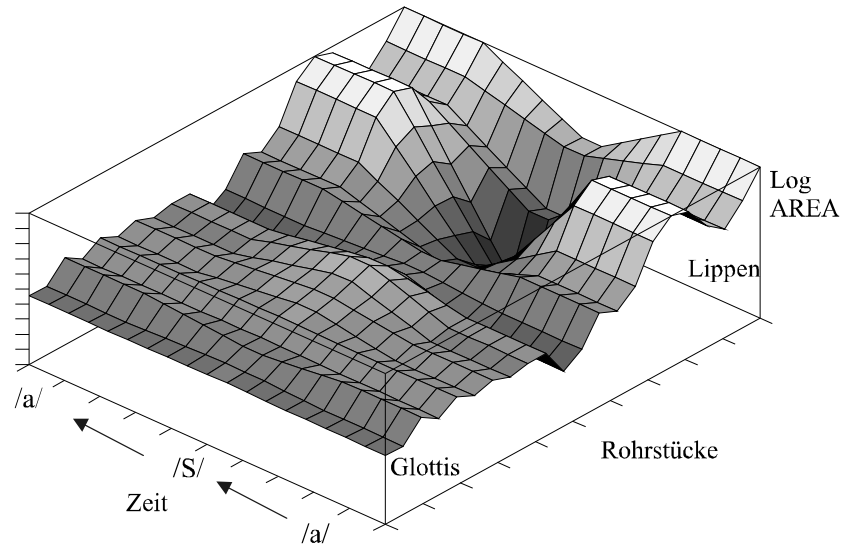 Log
AREA
Lippen
/a/
Rohrstücke
Glottis
/S/
Zeit
/a/